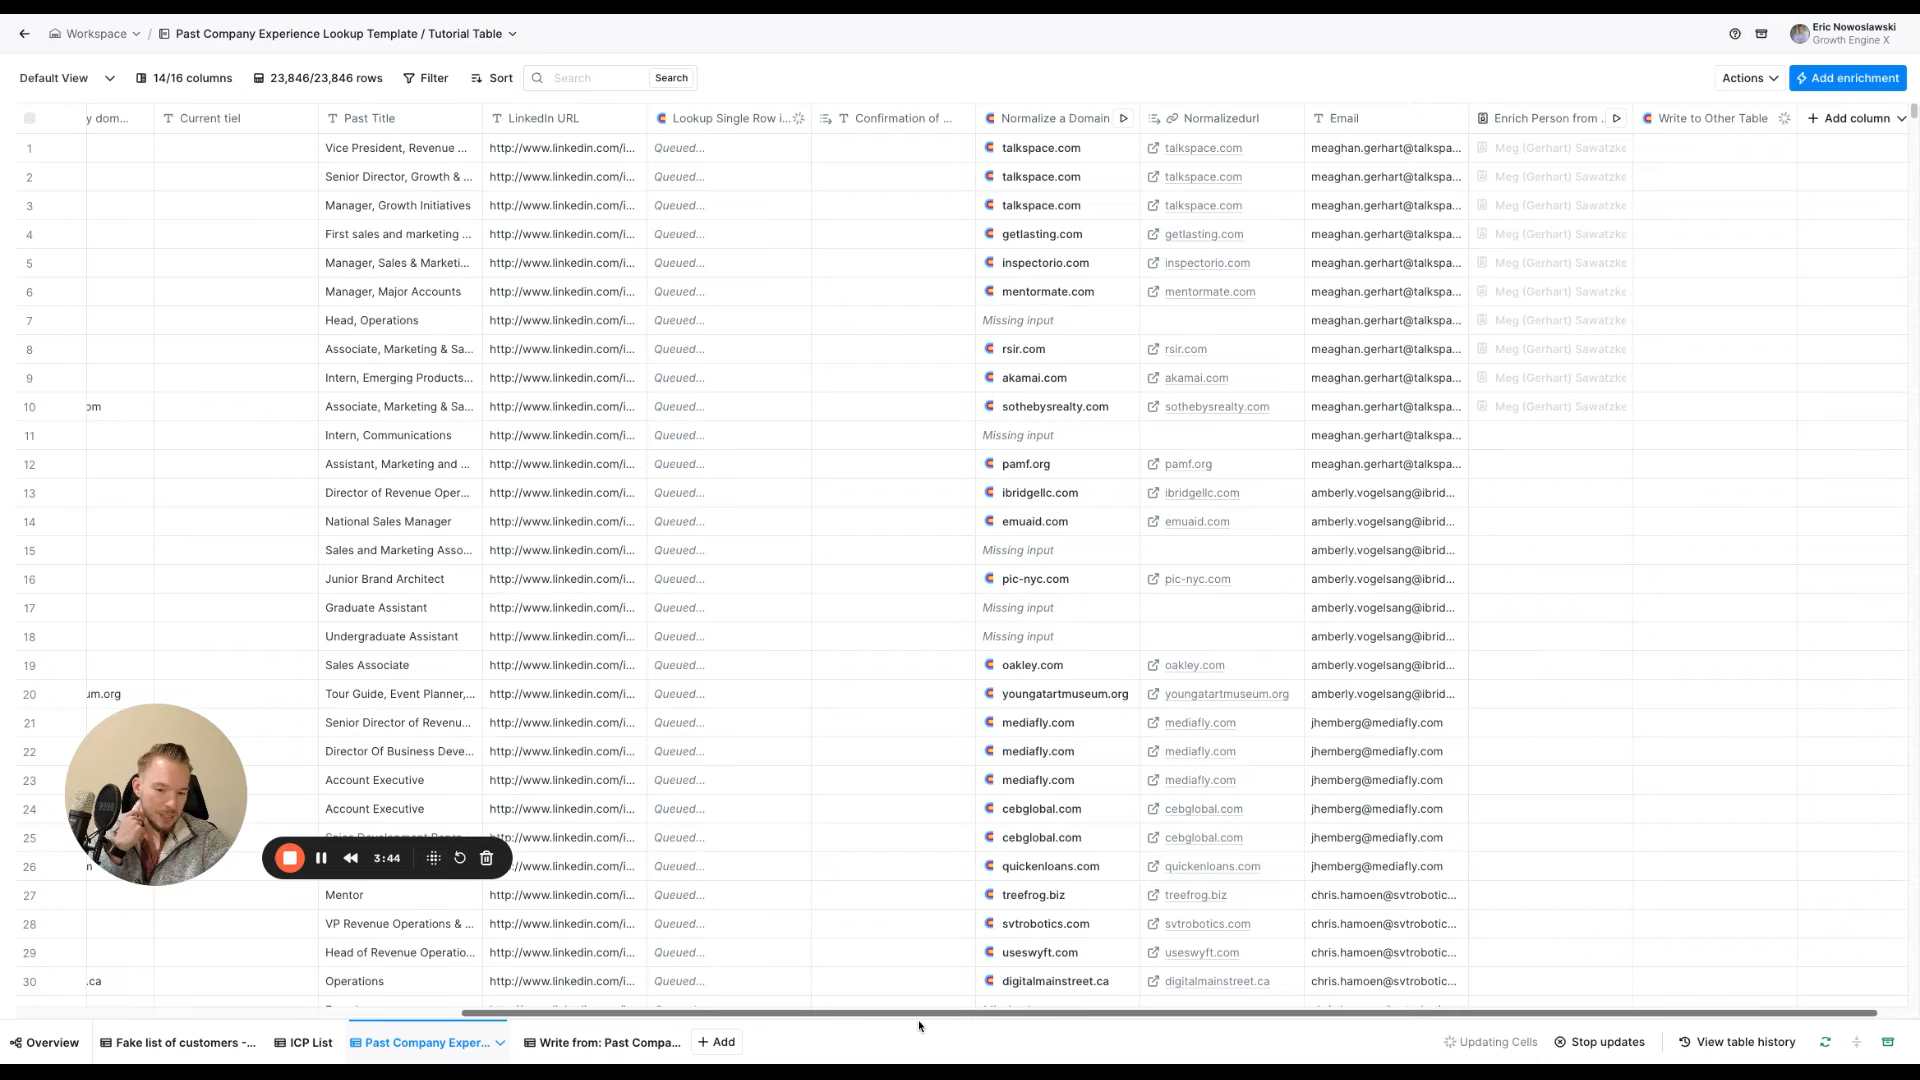 Workspace / Past Company Experience Lookup Template / Tutorial Table
Eric Nowoslawski
Growth Engine X
Default View 14/16 columns 23,846/23,846 rows Filter Sort Search Search Actions Add enrichment
y dom... Current tiel Past Title LinkedIn URL Lookup Single Row i... Confirmation of ... Normalize a Domain Normalizedurl Email Enrich Person from ... Write to Other Table + Add column
1 Vice President, Revenue ... http://www.linkedin.com/i... Queued... talkspace.com talkspace.com meaghan.gerhart@talkspa... Meg (Gerhart) Sawatzke
2 Senior Director, Growth & ... http://www.linkedin.com/i... Queued... talkspace.com talkspace.com meaghan.gerhart@talkspa... Meg (Gerhart) Sawatzke
3 Manager, Growth Initiatives http://www.linkedin.com/i... Queued... talkspace.com talkspace.com meaghan.gerhart@talkspa... Meg (Gerhart) Sawatzke
4 First sales and marketing ... http://www.linkedin.com/i... Queued... getlasting.com getlasting.com meaghan.gerhart@talkspa... Meg (Gerhart) Sawatzke
5 Manager, Sales & Marketi... http://www.linkedin.com/i... Queued... inspectorio.com inspectorio.com meaghan.gerhart@talkspa... Meg (Gerhart) Sawatzke
6 Manager, Major Accounts http://www.linkedin.com/i... Queued... mentormate.com mentormate.com meaghan.gerhart@talkspa... Meg (Gerhart) Sawatzke
7 Head, Operations http://www.linkedin.com/i... Queued... Missing input meaghan.gerhart@talkspa... Meg (Gerhart) Sawatzke
8 Associate, Marketing & Sa... http://www.linkedin.com/i... Queued... rsir.com rsir.com meaghan.gerhart@talkspa... Meg (Gerhart) Sawatzke
9 Intern, Emerging Products... http://www.linkedin.com/i... Queued... akamai.com akamai.com meaghan.gerhart@talkspa... Meg (Gerhart) Sawatzke
10 om Associate, Marketing & Sa... http://www.linkedin.com/i... Queued... sothebysrealty.com sothebysrealty.com meaghan.gerhart@talkspa... Meg (Gerhart) Sawatzke
11 Intern, Communications http://www.linkedin.com/i... Queued... Missing input meaghan.gerhart@talkspa...
12 Assistant, Marketing and ... http://www.linkedin.com/i... Queued... pamf.org pamf.org meaghan.gerhart@talkspa...
13 Director of Revenue Oper... http://www.linkedin.com/i... Queued... ibridgellc.com ibridgellc.com amberly.vogelsang@ibrid...
14 National Sales Manager http://www.linkedin.com/i... Queued... emuaid.com emuaid.com amberly.vogelsang@ibrid...
15 Sales and Marketing Asso... http://www.linkedin.com/i... Queued... Missing input amberly.vogelsang@ibrid...
16 Junior Brand Architect http://www.linkedin.com/i... Queued... pic-nyc.com pic-nyc.com amberly.vogelsang@ibrid...
17 Graduate Assistant http://www.linkedin.com/i... Queued... Missing input amberly.vogelsang@ibrid...
18 Undergraduate Assistant http://www.linkedin.com/i... Queued... Missing input amberly.vogelsang@ibrid...
19 Sales Associate http://www.linkedin.com/i... Queued... oakley.com oakley.com amberly.vogelsang@ibrid...
20 um.org Tour Guide, Event Planner,... http://www.linkedin.com/i... Queued... youngatartmuseum.org youngatartmuseum.org amberly.vogelsang@ibrid...
21 Senior Director of Revenu... http://www.linkedin.com/i... Queued... mediafly.com mediafly.com jhemberg@mediafly.com
22 Director Of Business Deve... http://www.linkedin.com/i... Queued... mediafly.com mediafly.com jhemberg@mediafly.com
23 Account Executive http://www.linkedin.com/i... Queued... mediafly.com mediafly.com jhemberg@mediafly.com
24 Account Executive http://www.linkedin.com/i... Queued... cebglobal.com cebglobal.com jhemberg@mediafly.com
25 http://www.linkedin.com/i... Queued... cebglobal.com cebglobal.com jhemberg@mediafly.com
3:44
26 http://www.linkedin.com/i... Queued... quickenloans.com quickenloans.com jhemberg@mediafly.com
27 Mentor http://www.linkedin.com/i... Queued... treefrog.biz treefrog.biz chris.hamoen@svtrobotic...
28 VP Revenue Operations & ... http://www.linkedin.com/i... Queued... svtrobotics.com svtrobotics.com chris.hamoen@svtrobotic...
29 Head of Revenue Operatio... http://www.linkedin.com/i... Queued... useswyft.com useswyft.com chris.hamoen@svtrobotic...
30 .ca Operations http://www.linkedin.com/i... Queued... digitalmainstreet.ca digitalmainstreet.ca chris.hamoen@svtrobotic...
Overview Fake list of customers -... ICP List Past Company Exper... Write from: Past Compa... + Add Updating Cells Stop updates View table history